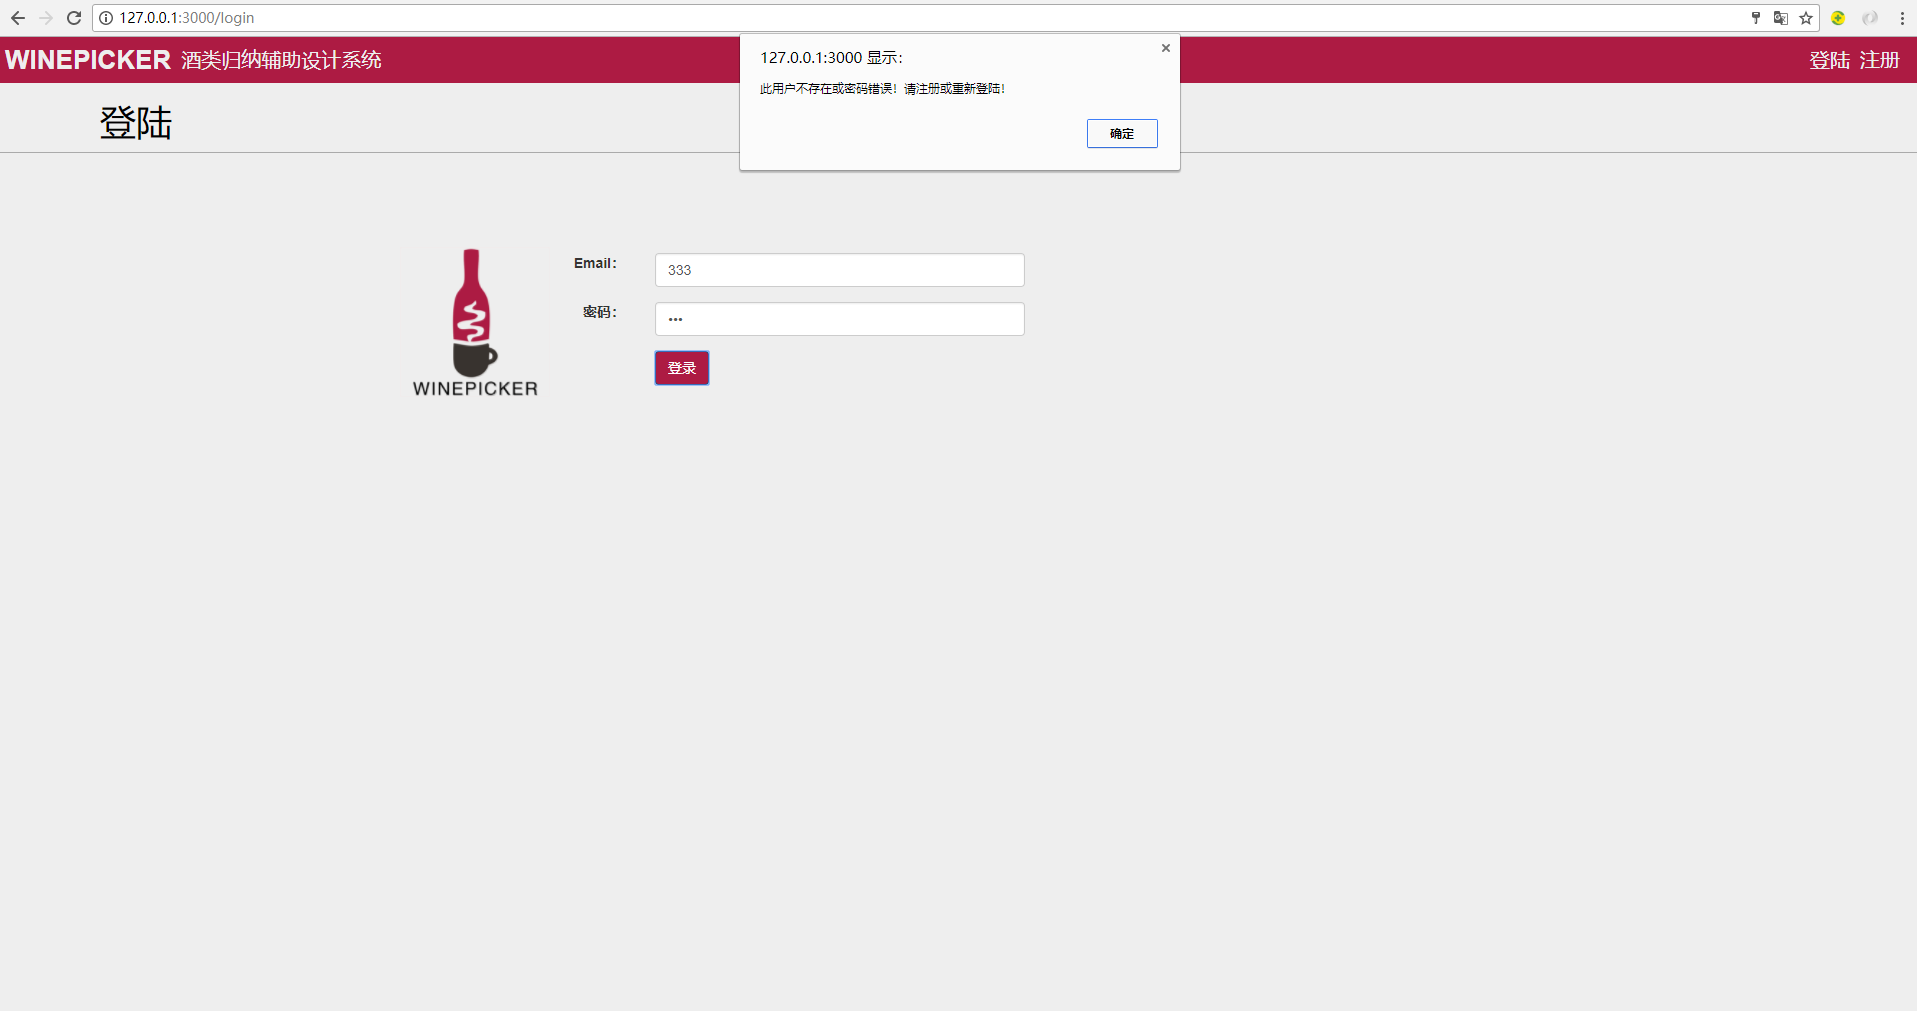 127.0.0.1:3000/login
WINEPICKER 酒类归纳辅助设计系统
登陆 注册
127.0.0.1:3000 显示：
此用户不存在或密码错误！请注册或重新登陆！
确定
登陆
Email：
333
密码：
•••
登录
WINEPICKER